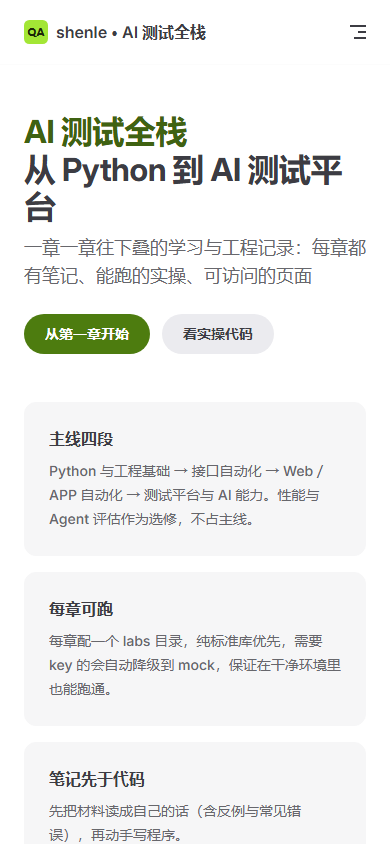 QA shenle • AI 测试全栈
AI 测试全栈
从 Python 到 AI 测试平
台
一章一章往下叠的学习与工程记录：每章都
有笔记、能跑的实操、可访问的页面
从第一章开始 看实操代码
主线四段
Python 与工程基础 → 接口自动化 → Web /
APP 自动化 → 测试平台与 AI 能力。性能与
Agent 评估作为选修，不占主线。
每章可跑
每章配一个 labs 目录，纯标准库优先，需要
key 的会自动降级到 mock，保证在干净环境里
也能跑通。
笔记先于代码
先把材料读成自己的话（含反例与常见错
误），再动手写程序。